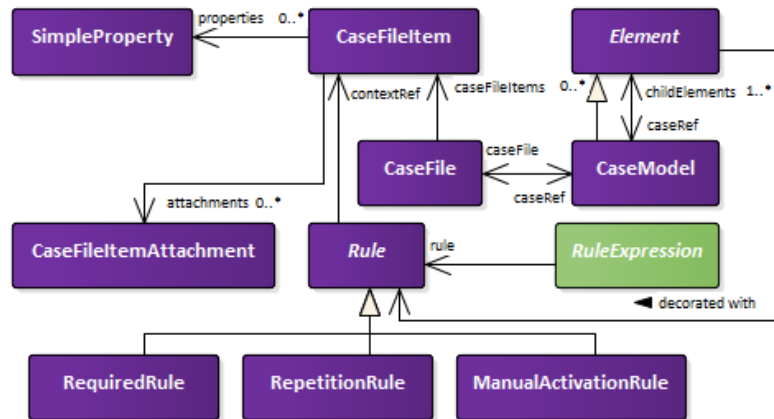 properties 0..*
SimpleProperty
CaseFileItem
Element
contextRef
caseFileItems 0..*
childElements 1..*
caseRef
caseFile
CaseFile
CaseModel
caseRef
attachments 0..*
CaseFileItemAttachment
Rule
rule
RuleExpression
◄ decorated with
RequiredRule
RepetitionRule
ManualActivationRule